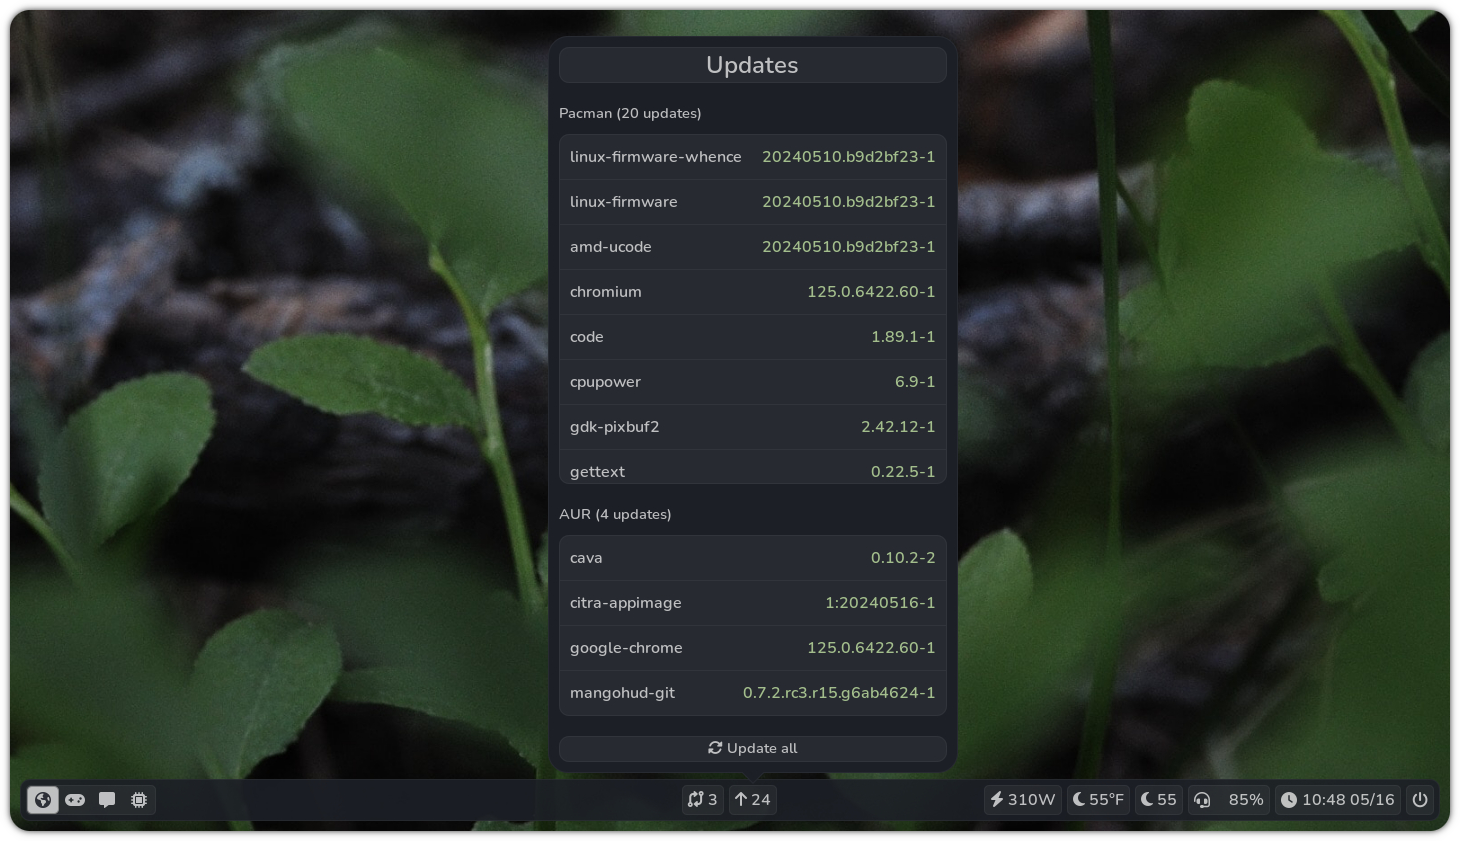 Updates
Pacman (20 updates)
linux-firmware-whence 20240510.b9d2bf23-1
linux-firmware 20240510.b9d2bf23-1
amd-ucode 20240510.b9d2bf23-1
chromium 125.0.6422.60-1
code 1.89.1-1
cpupower 6.9-1
gdk-pixbuf2 2.42.12-1
gettext 0.22.5-1
AUR (4 updates)
cava 0.10.2-2
citra-appimage 1:20240516-1
google-chrome 125.0.6422.60-1
mangohud-git 0.7.2.rc3.r15.g6ab4624-1
Update all
3 24 310W 55°F 55 85% 10:48 05/16